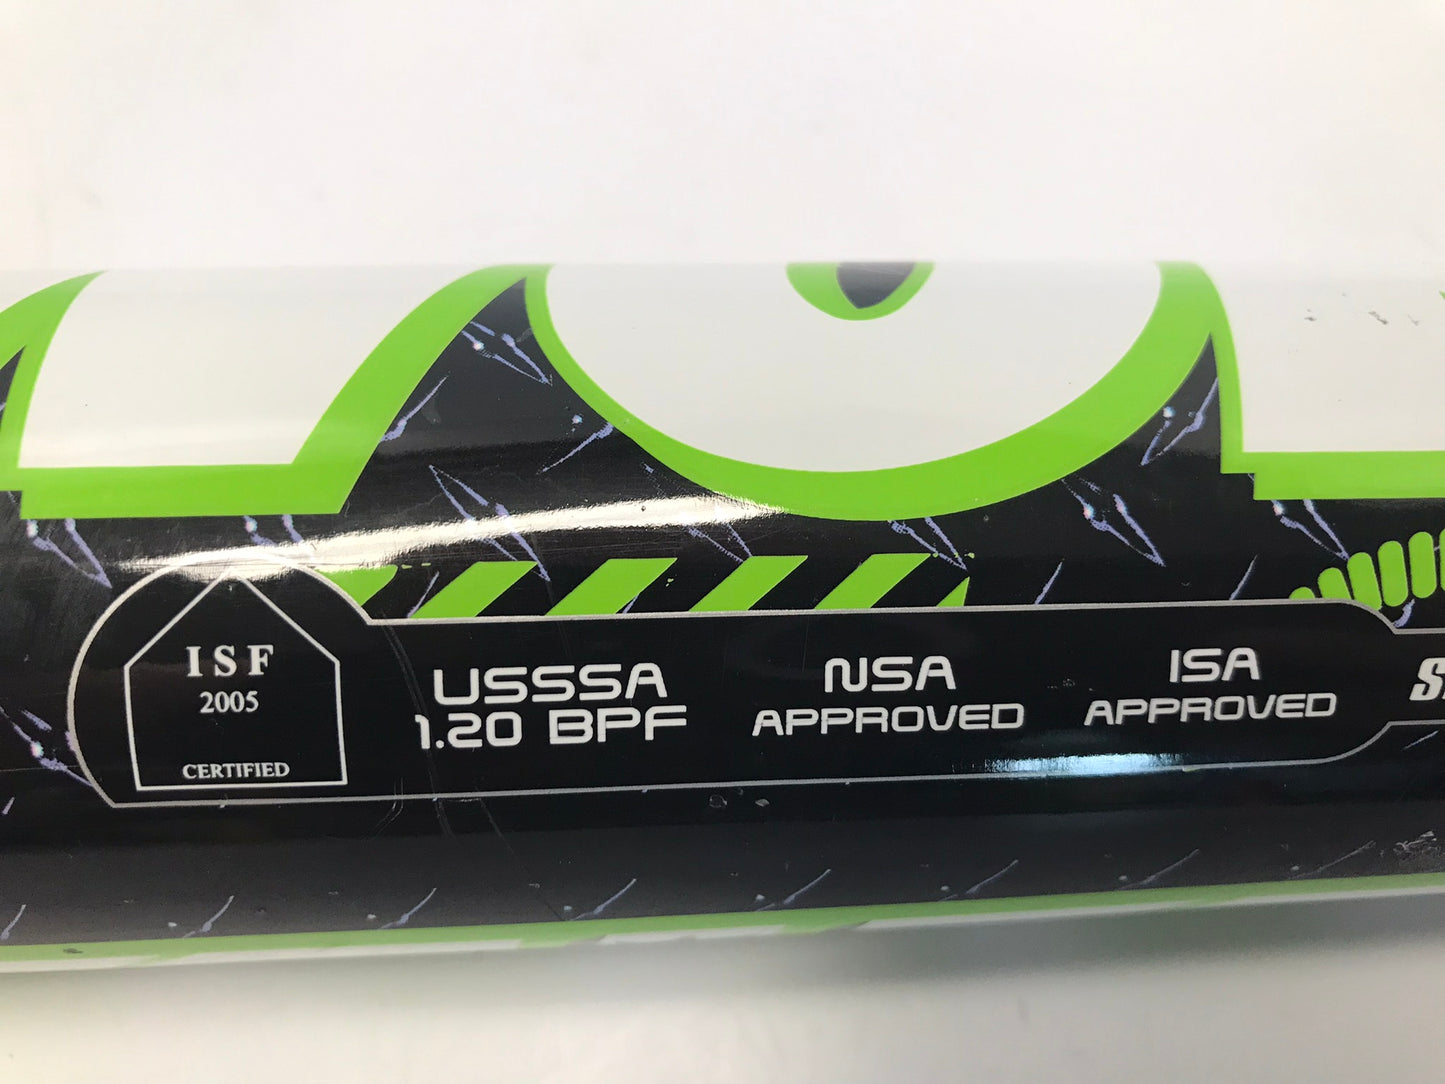 ISF
2005
CERTIFIED
USSSA
1.20 BPF
NSA
APPROVED
ISA
APPROVED